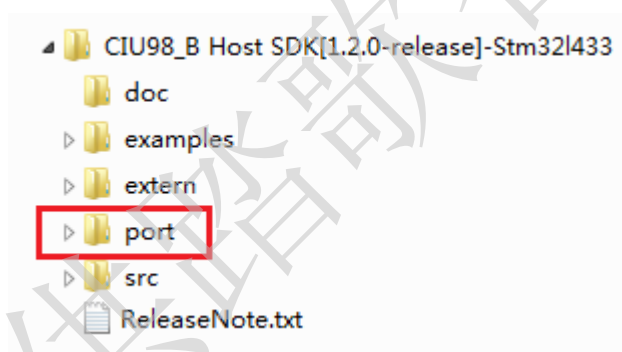 CIU98_B Host SDK[1.2.0-release]-Stm32l433
doc
examples
extern
port
src
ReleaseNote.txt